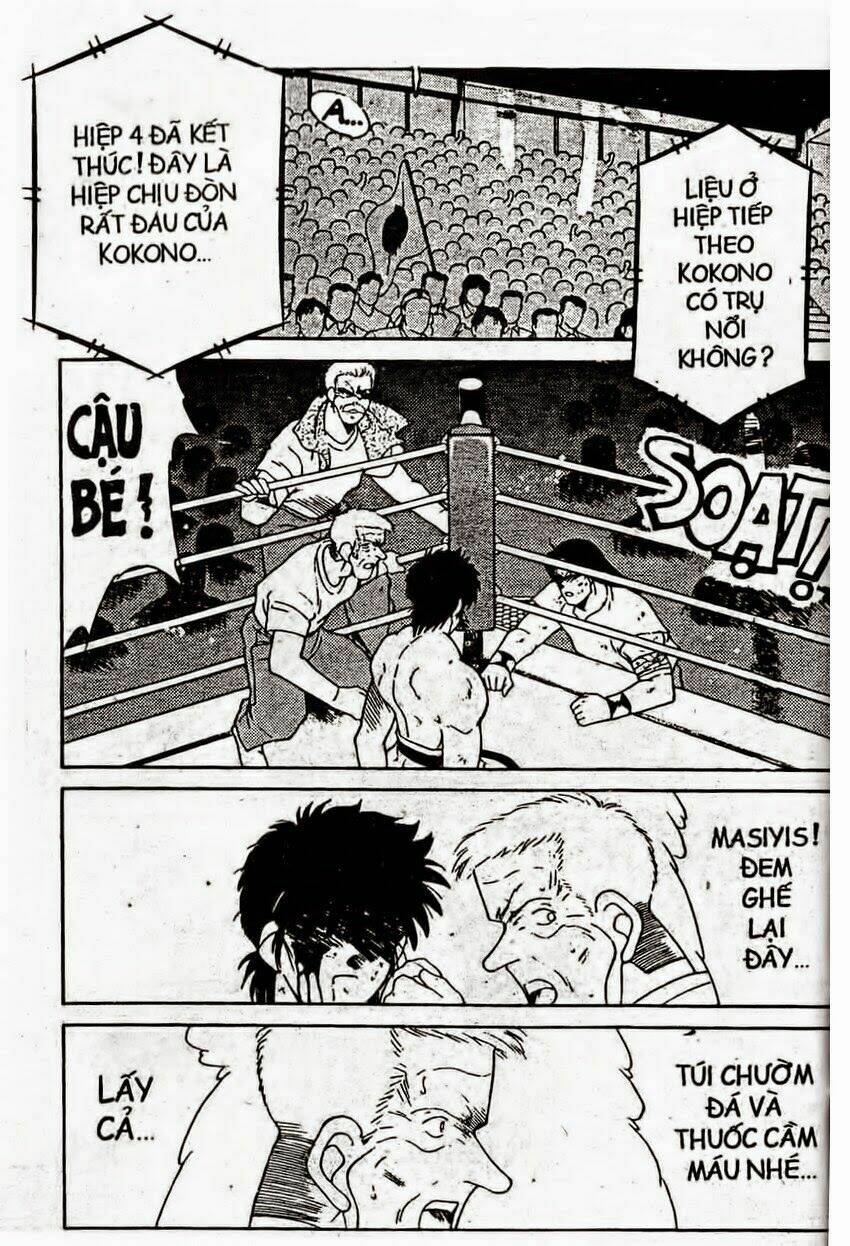 HIỆP 4 ĐÃ KẾT
THÚC! ĐÂY LÀ
HIỆP CHỊU ĐÒN
RẤT ĐAU CỦA
KOKONO...
A...
LIỆU Ở
HIỆP TIẾP
THEO
KOKONO
CÓ TRỤ
NỔI
KHÔNG?
CẬU
BÉ!
SOẠT!
MASIYIS!
ĐEM
GHẾ
LẠI
ĐÂY...
LẤY
CẢ...
TÚI CHƯỜM
ĐÁ VÀ
THUỐC CẦM
MÁU NHÉ...